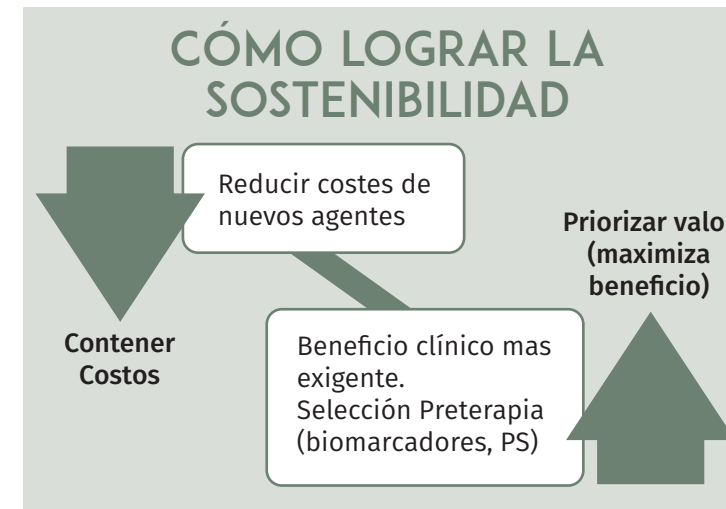 CÓMO LOGRAR LA
SOSTENIBILIDAD
Reducir costes de
nuevos agentes
Priorizar valo
(maximiza
beneficio)
Contener
Costos
Beneficio clínico mas
exigente.
Selección Preterapia
(biomarcadores, PS)